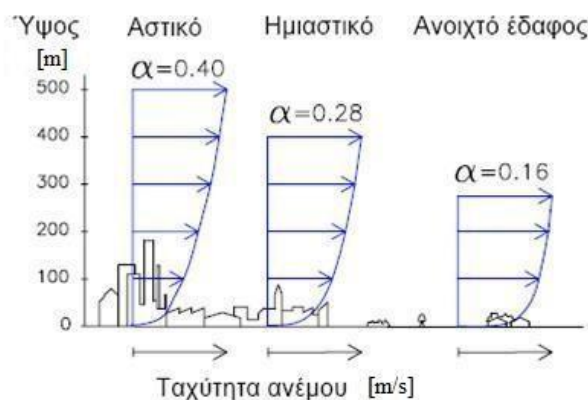 Ύψος Αστικό Ημιαστικό Ανοιχτό έδαφος
[m]
α=0.40
500
α=0.28
400
300
α=0.16
200
100
0
Ταχύτητα ανέμου [m/s]